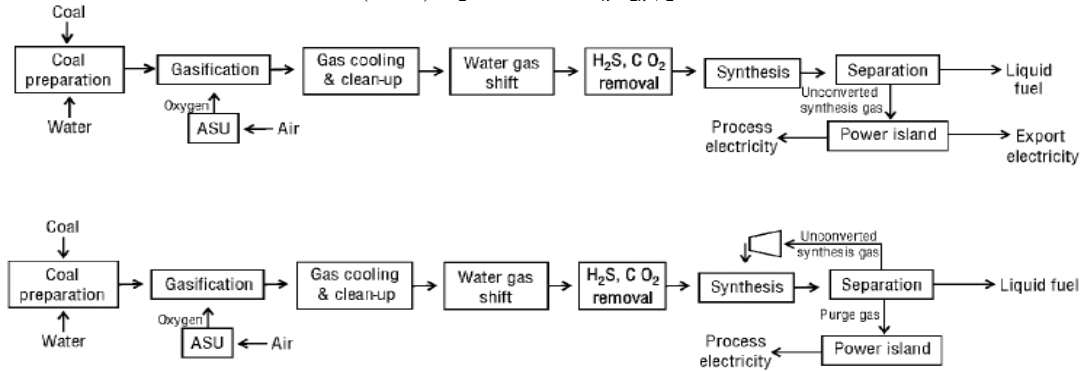 Coal
Coal
preparation
Water
Gasification
Oxygen
ASU
Air
Gas cooling
& clean-up
Water gas
shift
H₂S, C O₂
removal
Synthesis
Separation
Unconverted
synthesis gas
Liquid
fuel
Process
electricity
Power island
Export
electricity
Coal
Coal
preparation
Water
Gasification
Oxygen
ASU
Air
Gas cooling
& clean-up
Water gas
shift
H₂S, C O₂
removal
Synthesis
Unconverted
synthesis gas
Separation
Liquid fuel
Purge gas
Process
electricity
Power island